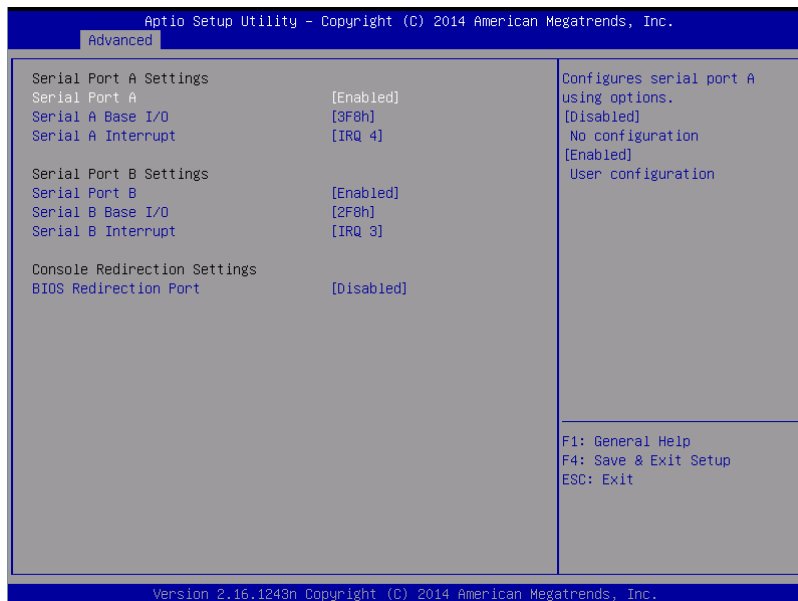 Aptio Setup Utility – Copyright (C) 2014 American Megatrends, Inc.
Advanced
Serial Port A Settings
Serial Port A [Enabled]
Serial A Base I/O [3F8h]
Serial A Interrupt [IRQ 4]
Serial Port B Settings
Serial Port B [Enabled]
Serial B Base I/O [2F8h]
Serial B Interrupt [IRQ 3]
Console Redirection Settings
BIOS Redirection Port [Disabled]
Configures serial port A
using options.
[Disabled]
No configuration
[Enabled]
User configuration
F1: General Help
F4: Save & Exit Setup
ESC: Exit
Version 2.16.1243n Copyright (C) 2014 American Megatrends, Inc.